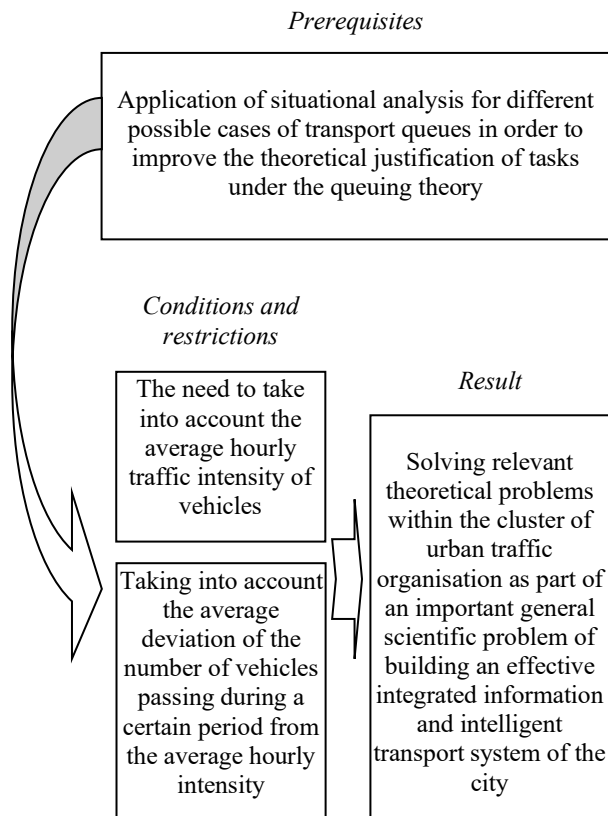 Prerequisites
Application of situational analysis for different
possible cases of transport queues in order to
improve the theoretical justification of tasks
under the queuing theory
Conditions and
restrictions
The need to take
into account the
average hourly
traffic intensity of
vehicles
Taking into account
the average
deviation of the
number of vehicles
passing during a
certain period from
the average hourly
intensity
Result
Solving relevant
theoretical problems
within the cluster of
urban traffic
organisation as part of
an important general
scientific problem of
building an effective
integrated information
and intelligent
transport system of the
city